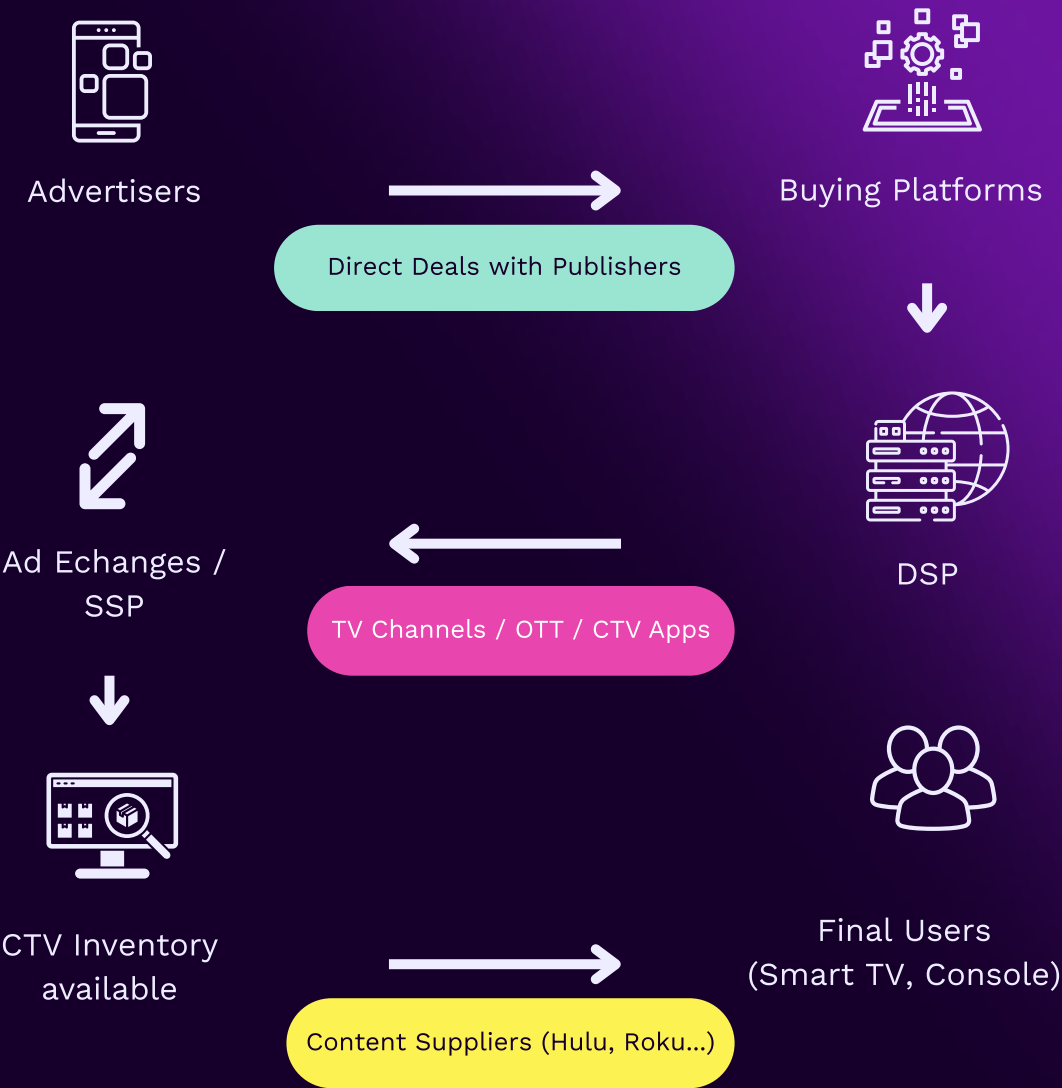 Advertisers
Buying Platforms
Direct Deals with Publishers
Ad Echanges /
SSP
DSP
TV Channels / OTT / CTV Apps
CTV Inventory
available
Final Users
(Smart TV, Console)
Content Suppliers (Hulu, Roku...)